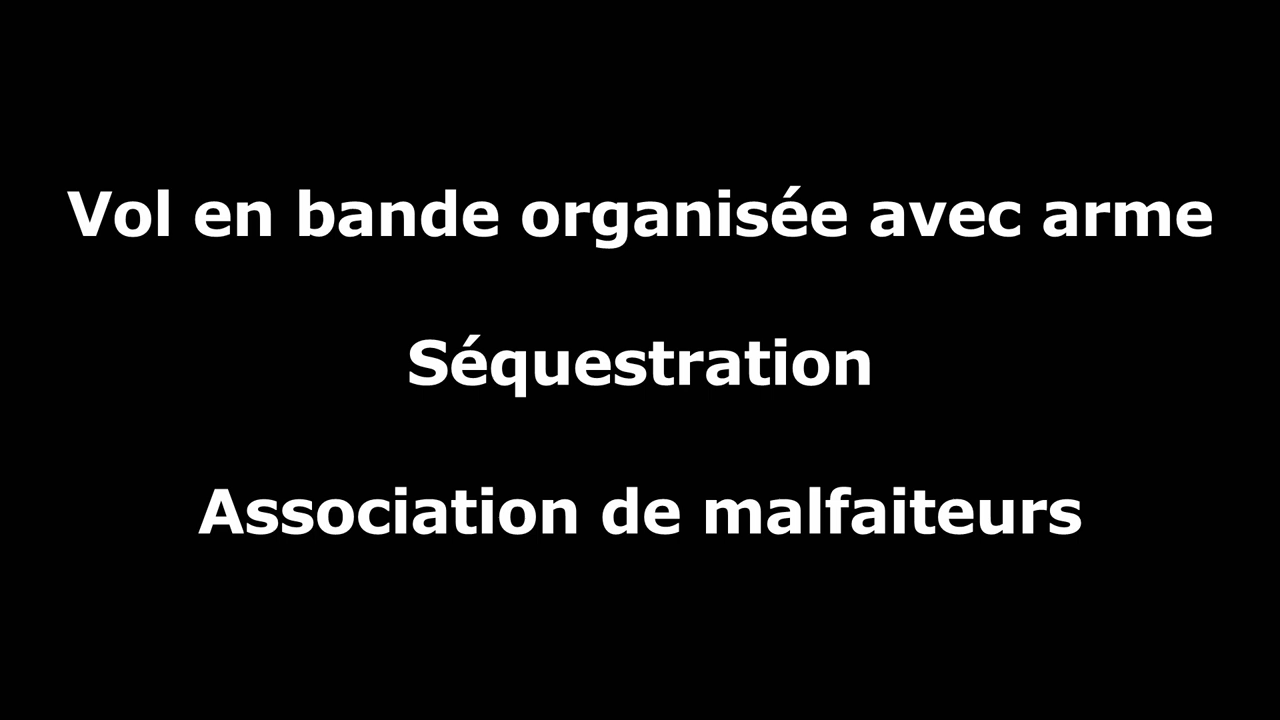 Vol en bande organisée avec arme
Séquestration
Association de malfaiteurs